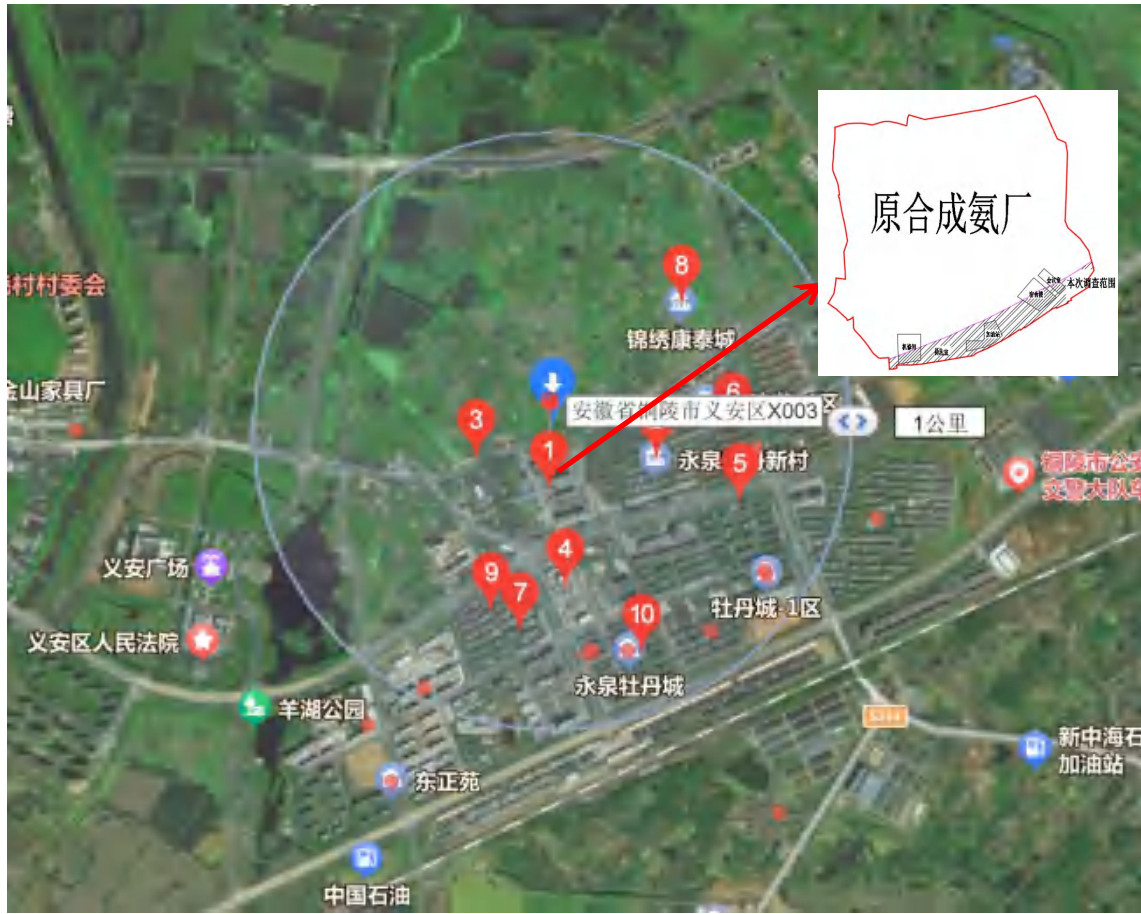 原合成氨厂
本次调查范围
村村委会
8
锦绣康泰城
金山家具厂
6
3
安徽省铜陵市义安区X003
区
1公里
1
永泉
新村
5
铜陵市公安
交警大队车
4
义安广场
9
7
牡丹城-1区
10
义安区人民法院
永泉牡丹城
羊湖公园
新中海石
加油站
东正苑
中国石油